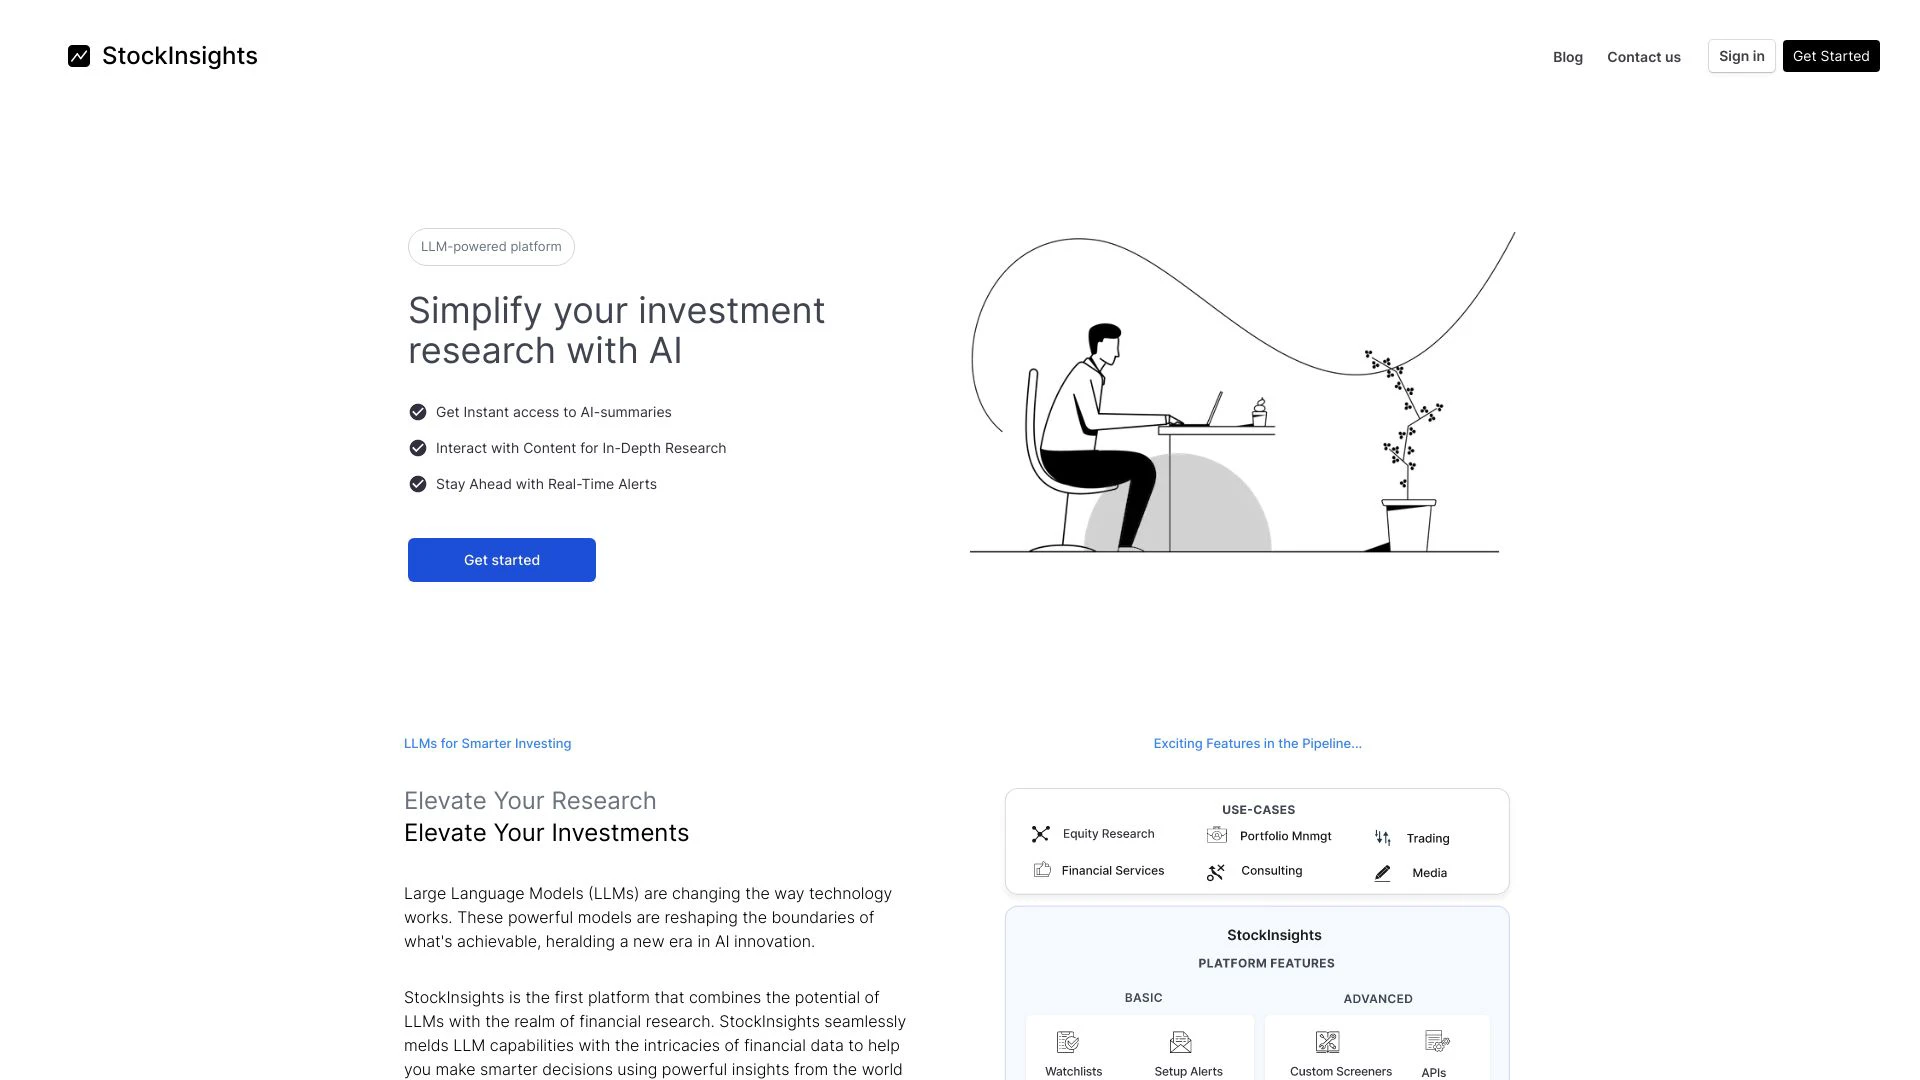 StockInsights
Blog
Contact us
Sign in
Get Started
LLM-powered platform
Simplify your investment
research with AI
Get Instant access to AI-summaries
Interact with Content for In-Depth Research
Stay Ahead with Real-Time Alerts
Get started
LLMs for Smarter Investing
Elevate Your Research
Elevate Your Investments
Large Language Models (LLMs) are changing the way technology
works. These powerful models are reshaping the boundaries of
what's achievable, heralding a new era in AI innovation.
StockInsights is the first platform that combines the potential of
LLMs with the realm of financial research. StockInsights seamlessly
melds LLM capabilities with the intricacies of financial data to help
you make smarter decisions using powerful insights from the world
Exciting Features in the Pipeline...
USE-CASES
Equity Research
Portfolio Mnmgt
Trading
Financial Services
Consulting
Media
StockInsights
PLATFORM FEATURES
BASIC
ADVANCED
Watchlists
Setup Alerts
Custom Screeners
APIs